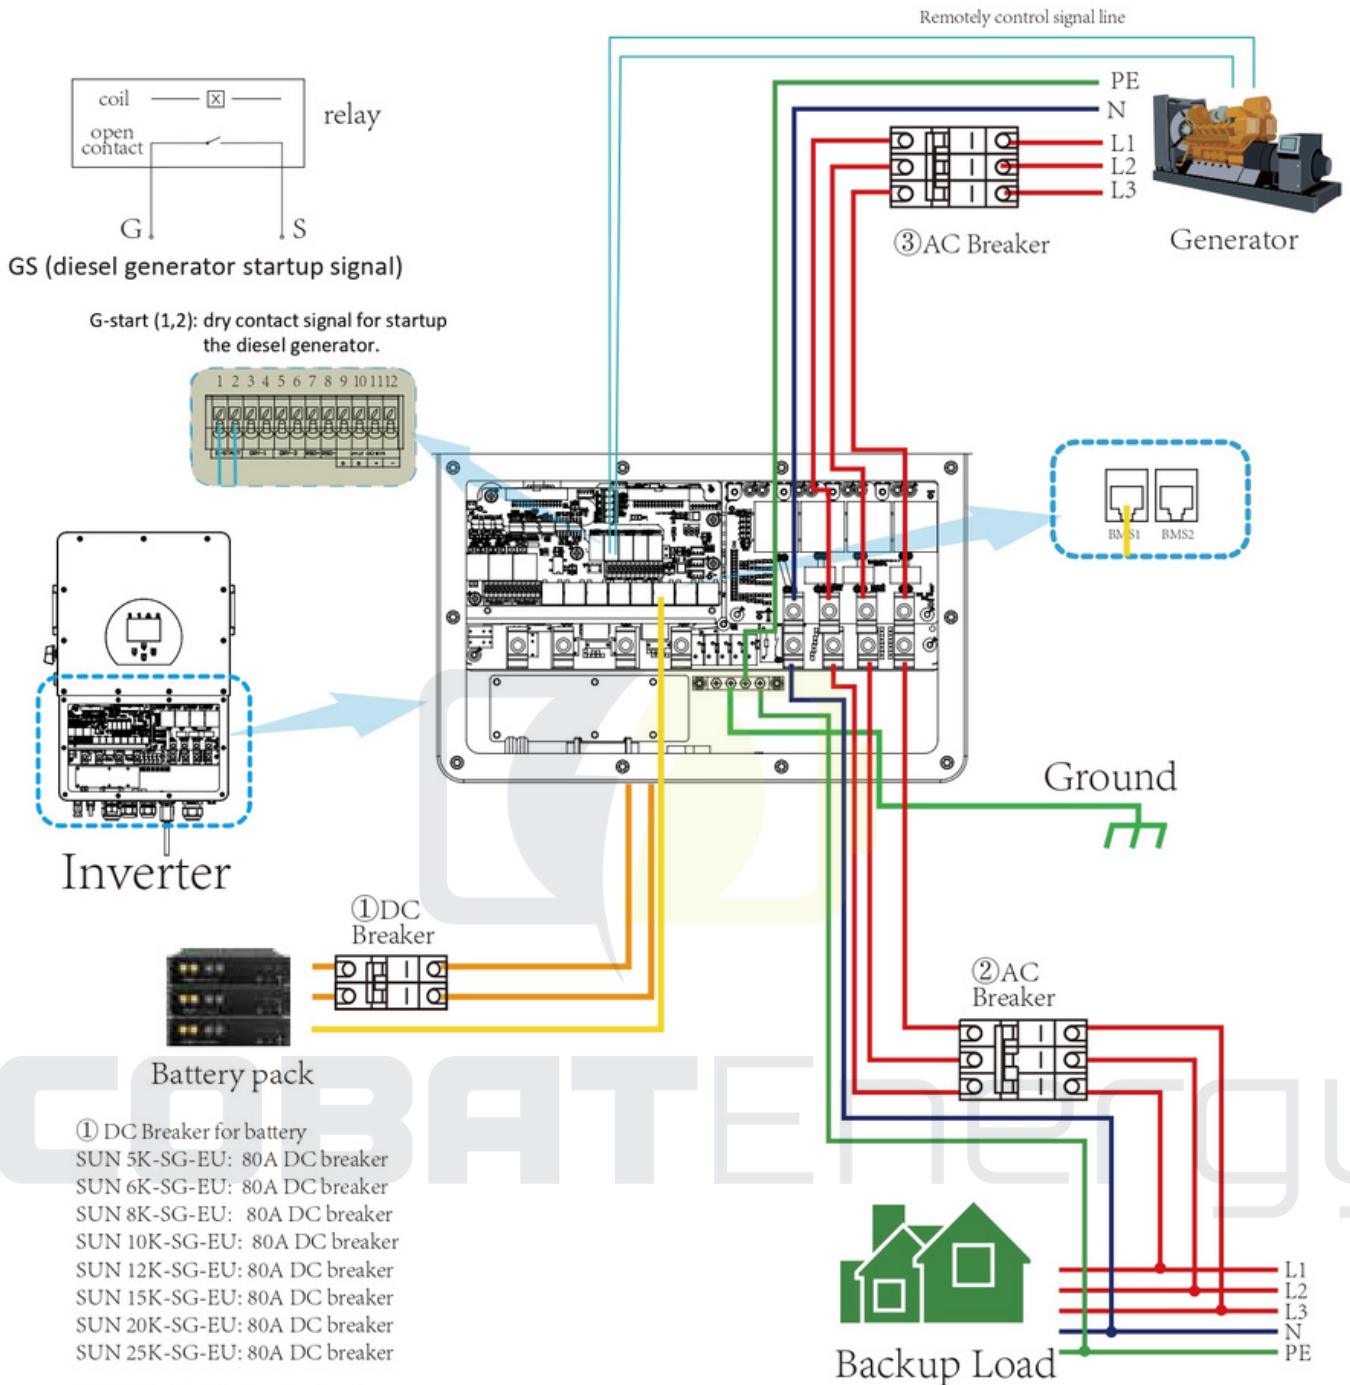 Remotely control signal line
coil
open
contact
relay
G
S
GS (diesel generator startup signal)
PE
N
L1
L2
L3
③AC Breaker
Generator
G-start (1,2): dry contact signal for startup
the diesel generator.
1 2 3 4 5 6 7 8 9 10 11 12
BMS1
BMS2
Inverter
Ground
①DC
Breaker
Battery pack
②AC
Breaker
COBATEnergy
① DC Breaker for battery
SUN 5K-SG-EU: 80A DC breaker
SUN 6K-SG-EU: 80A DC breaker
SUN 8K-SG-EU: 80A DC breaker
SUN 10K-SG-EU: 80A DC breaker
SUN 12K-SG-EU: 80A DC breaker
SUN 15K-SG-EU: 80A DC breaker
SUN 20K-SG-EU: 80A DC breaker
SUN 25K-SG-EU: 80A DC breaker
L1
L2
L3
N
PE
Backup Load